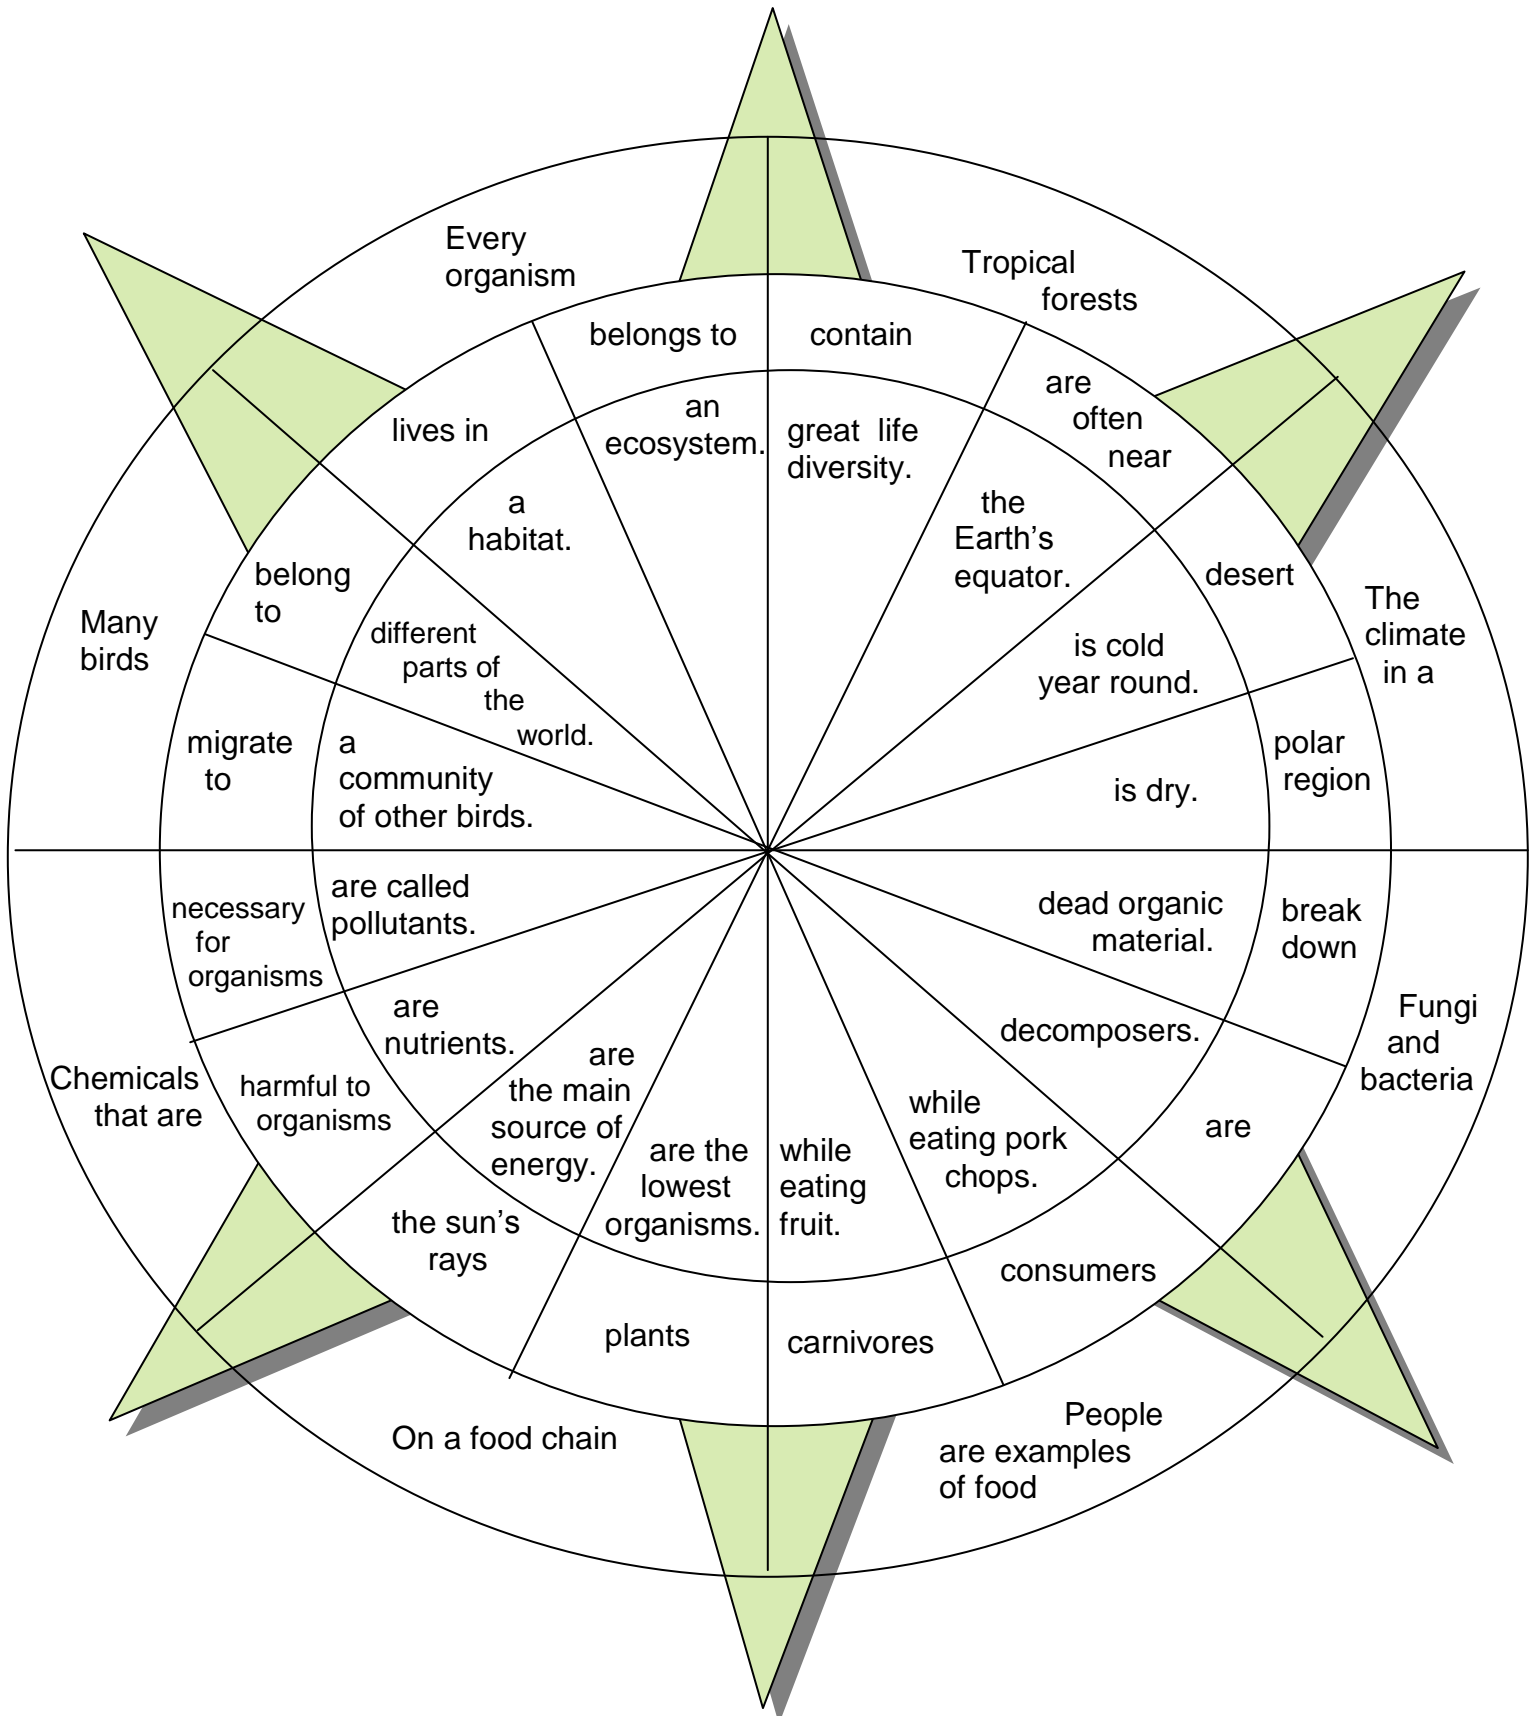 Every
organism
belongs to
an
ecosystem.
lives in
a
habitat.
Tropical
forests
contain
great life
diversity.
are
often
near
the
Earth's
equator.
The
climate
in a
desert
is cold
year round.
polar
region
is dry.
Fungi
and
bacteria
break
down
dead organic
material.
are
decomposers.
People
are examples
of food
consumers
while
eating pork
chops.
carnivores
while
eating
fruit.
On a food chain
plants
are the
lowest
organisms.
the sun's
rays
are
the main
source of
energy.
Chemicals
that are
harmful to
organisms
are
nutrients.
necessary
for
organisms
are called
pollutants.
Many
birds
migrate
to
a
community
of other birds.
belong
to
different
parts of
the
world.